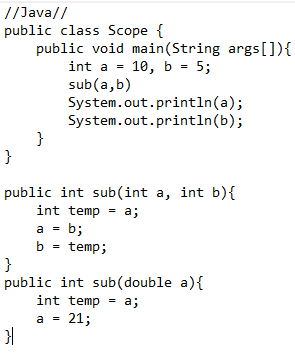 //Java//
public class Scope {
    public void main(String args[]){
        int a = 10, b = 5;
        sub(a,b)
        System.out.println(a);
        System.out.println(b);
    }
}

public int sub(int a, int b){
    int temp = a;
    a = b;
    b = temp;
}
public int sub(double a){
    int temp = a;
    a = 21;
}